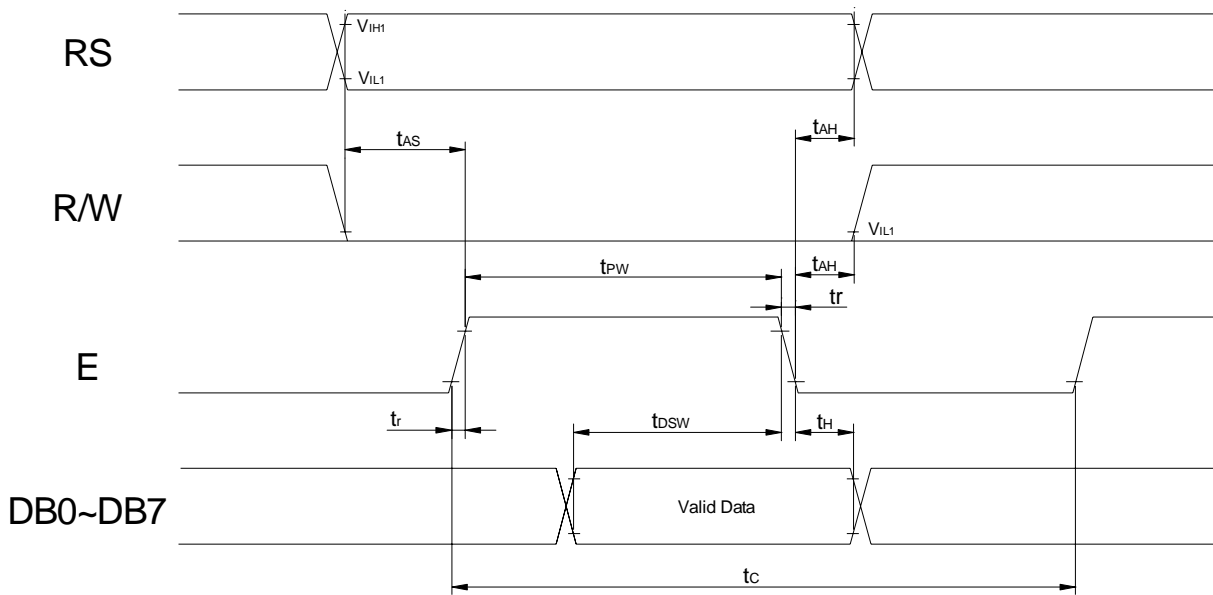 RS
VIH1
VIL1
tAS
tAH
R/W
VIL1
tPW
tAH
tr
E
tr
tDSW
tH
DB0~DB7
Valid Data
tC